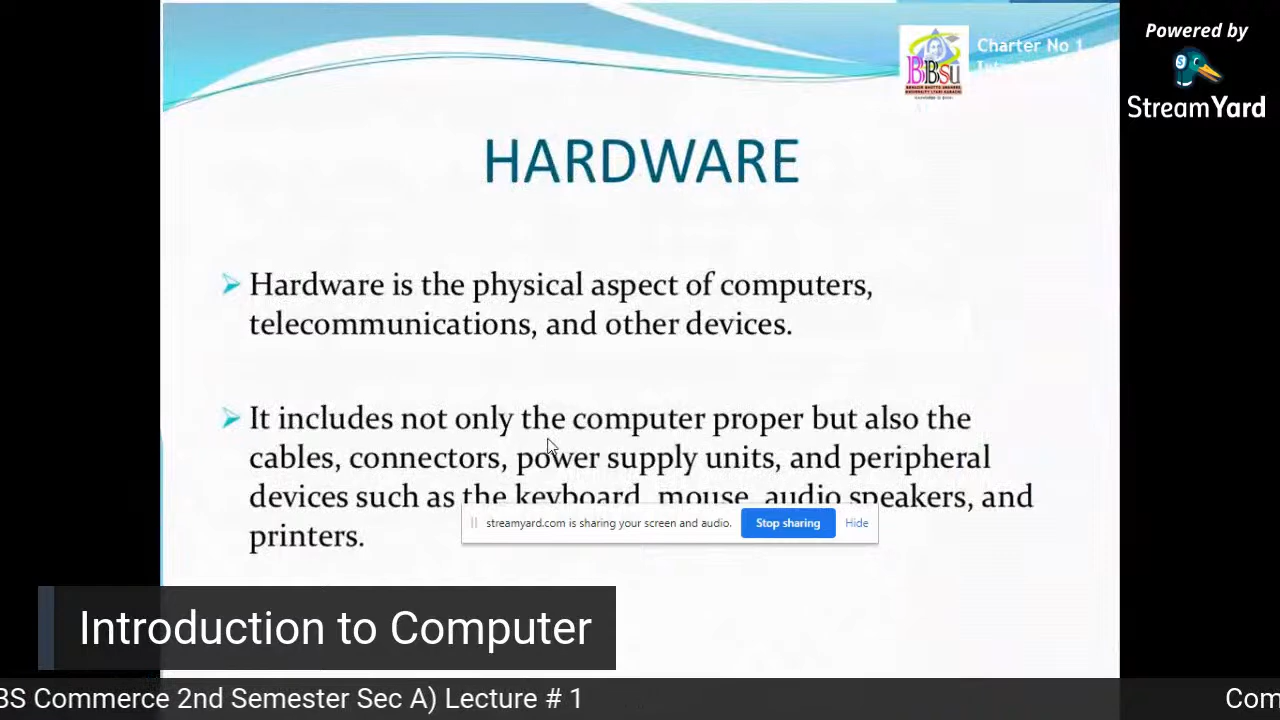 Powered by
StreamYard
Charter No 1
BBSU
HARDWARE
Hardware is the physical aspect of computers,
telecommunications, and other devices.
It includes not only the computer proper but also the
cables, connectors, power supply units, and peripheral
devices such as the keyboard, mouse, audio speakers, and
printers.
streamyard.com is sharing your screen and audio.
Stop sharing
Hide
Introduction to Computer
BS Commerce 2nd Semester Sec A) Lecture # 1
Com